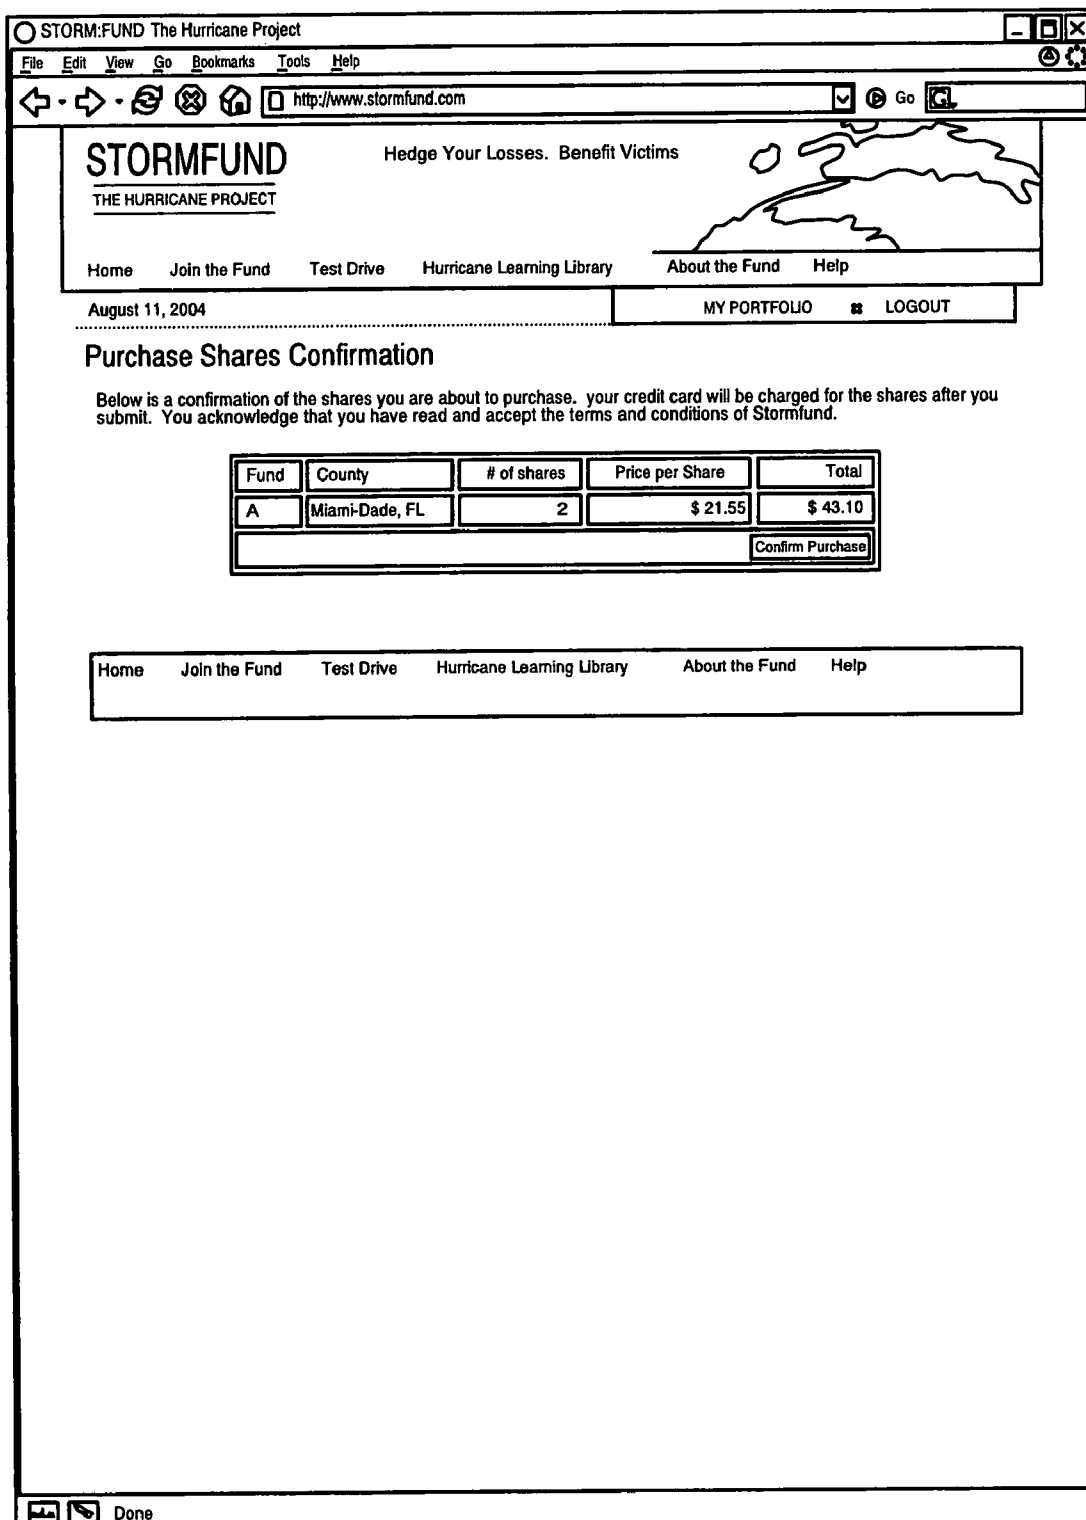 STORM:FUND The Hurricane Project
File Edit View Go Bookmarks Tools Help
http://www.stormfund.com Go G
STORMFUND
THE HURRICANE PROJECT
Hedge Your Losses. Benefit Victims
Home Join the Fund Test Drive Hurricane Learning Library About the Fund Help
August 11, 2004 MY PORTFOLIO LOGOUT
Purchase Shares Confirmation
Below is a confirmation of the shares you are about to purchase. your credit card will be charged for the shares after you
submit. You acknowledge that you have read and accept the terms and conditions of Stormfund.
Fund County # of shares Price per Share Total
A Miami-Dade, FL 2 $ 21.55 $ 43.10
Confirm Purchase
Home Join the Fund Test Drive Hurricane Learning Library About the Fund Help
Done